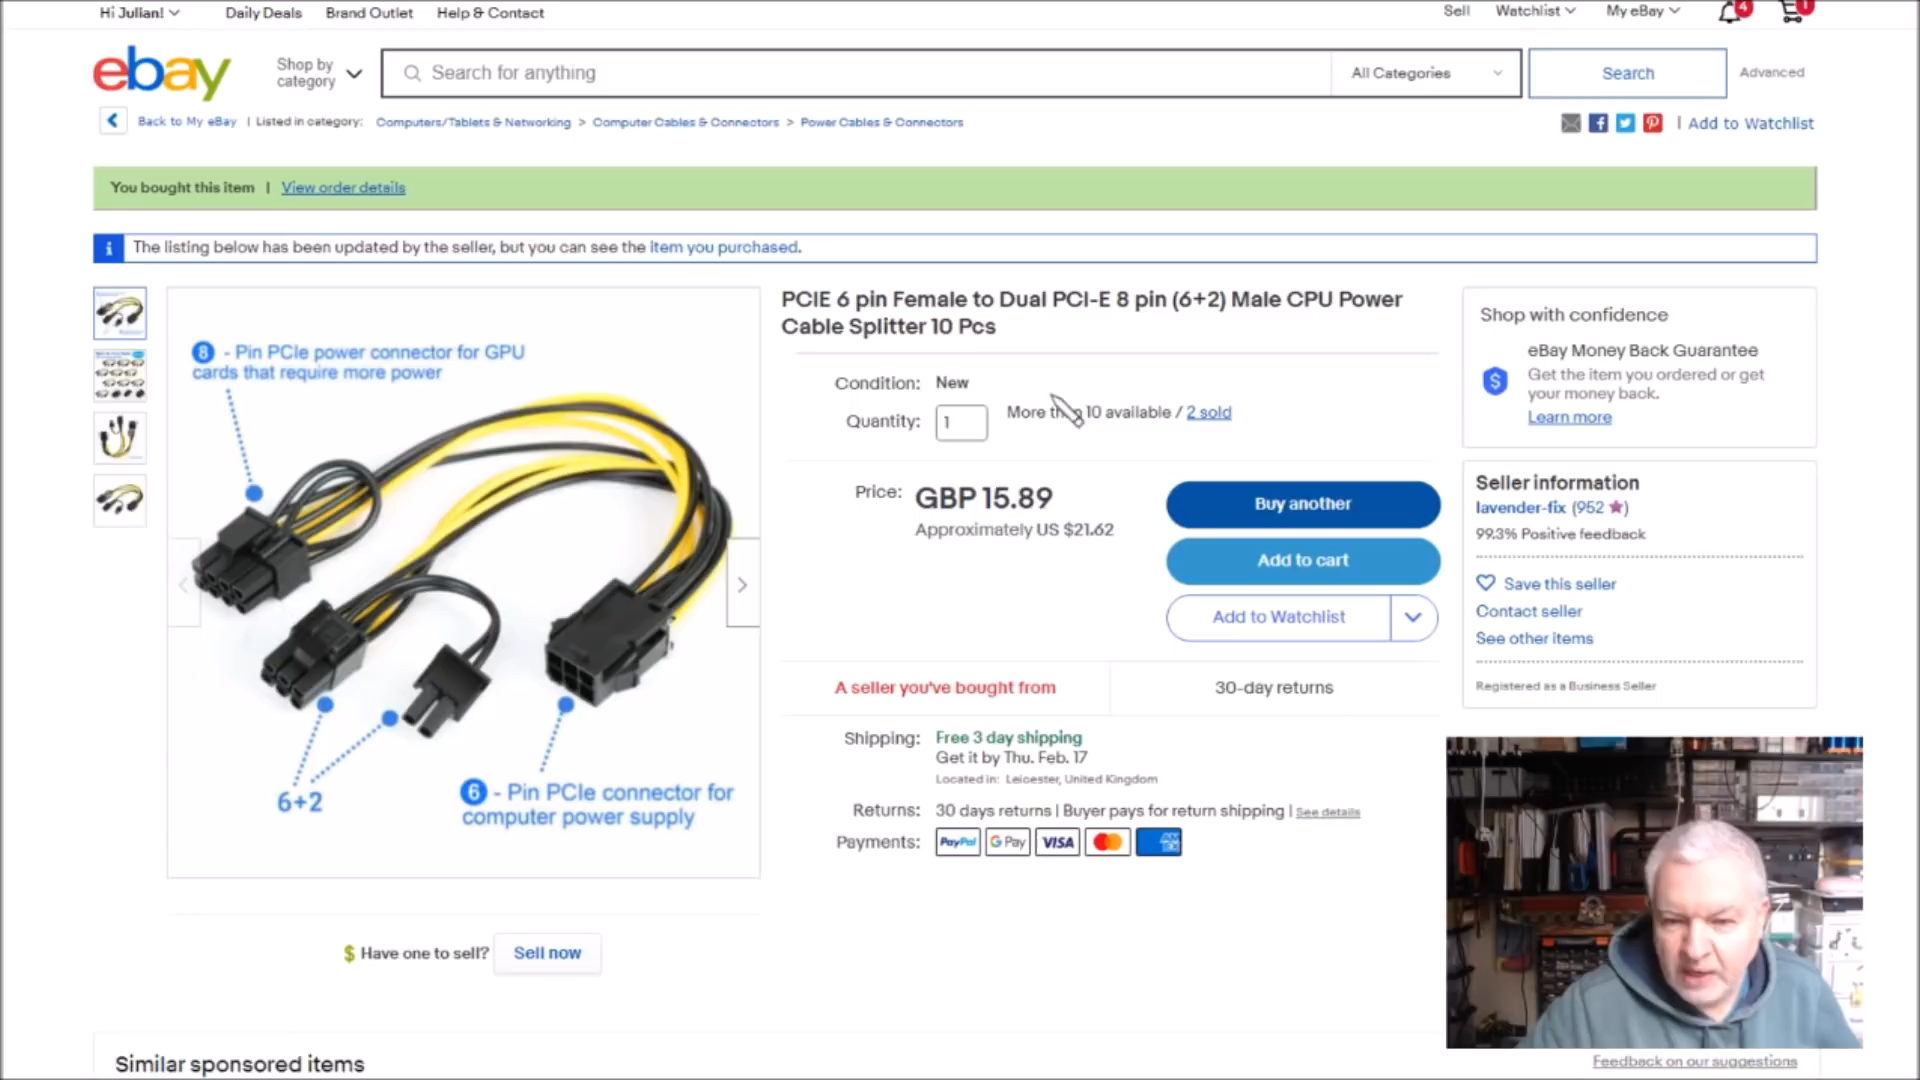 Hi Julian!
Daily Deals
Brand Outlet
Help & Contact
Sell
Watchlist
My eBay
4
1
ebay
Shop by
category
Search for anything
All Categories
Search
Advanced
Back to My eBay | Listed in category: Computers/Tablets & Networking > Computer Cables & Connectors > Power Cables & Connectors
| Add to Watchlist
You bought this item | View order details
The listing below has been updated by the seller, but you can see the item you purchased.
8 - Pin PCIe power connector for GPU
cards that require more power
6+2
6 - Pin PCIe connector for
computer power supply
$ Have one to sell? Sell now
PCIE 6 pin Female to Dual PCI-E 8 pin (6+2) Male CPU Power
Cable Splitter 10 Pcs
Condition: New
Quantity: 1
More than 10 available / 2 sold
Price: GBP 15.89
Approximately US $21.62
Buy another
Add to cart
Add to Watchlist
A seller you've bought from
30-day returns
Shipping: Free 3 day shipping
Get it by Thu. Feb. 17
Located in: Leicester, United Kingdom
Returns: 30 days returns | Buyer pays for return shipping | See details
Payments: PayPal G Pay VISA
Shop with confidence
eBay Money Back Guarantee
Get the item you ordered or get
your money back.
Learn more
Seller information
lavender-fix (952 ★)
99.3% Positive feedback
Save this seller
Contact seller
See other items
Registered as a Business Seller
Similar sponsored items
Feedback on our suggestions